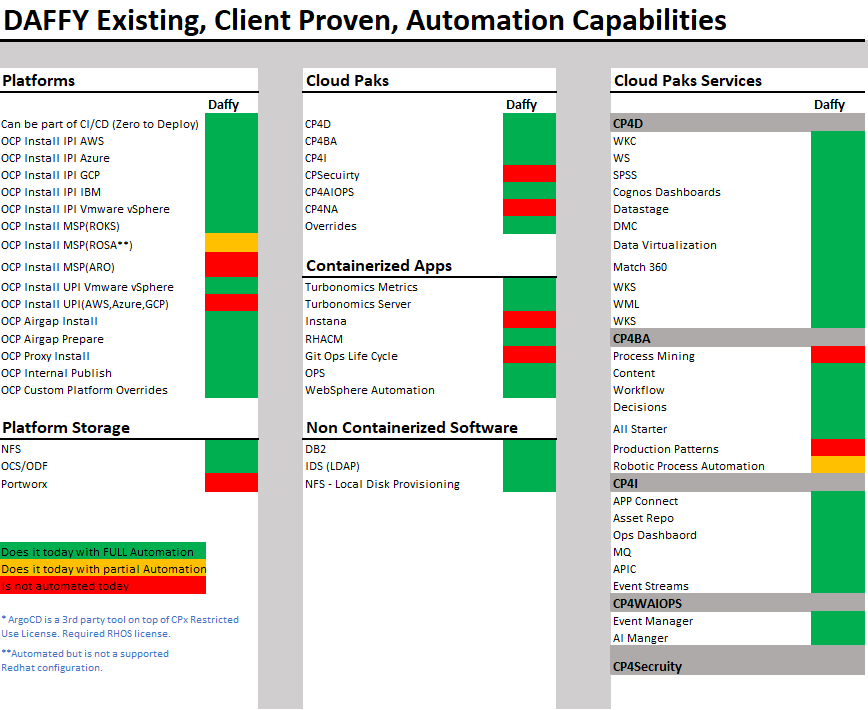 DAFFY Existing, Client Proven, Automation Capabilities
Platforms
Daffy
Can be part of CI/CD (Zero to Deploy)
OCP Install IPI AWS
OCP Install IPI Azure
OCP Install IPI GCP
OCP Install IPI IBM
OCP Install IPI Vmware vSphere
OCP Install MSP(ROKS)
OCP Install MSP(ROSA**)
OCP Install MSP(ARO)
OCP Install UPI Vmware vSphere
OCP Install UPI(AWS,Azure,GCP)
OCP Airgap Install
OCP Airgap Prepare
OCP Proxy Install
OCP Internal Publish
OCP Custom Platform Overrides
Platform Storage
NFS
OCS/ODF
Portworx
Does it today with FULL Automation
Does it today with partial Automation
Is not automated today
* ArgoCD is a 3rd party tool on top of CPx Restricted
Use License. Required RHOS license.
**Automated but is not a supported
Redhat configuration.
Cloud Paks
Daffy
CP4D
CP4BA
CP4I
CPSecuirty
CP4AIOPS
CP4NA
Overrides
Containerized Apps
Turbonomics Metrics
Turbonomics Server
Instana
RHACM
Git Ops Life Cycle
OPS
WebSphere Automation
Non Containerized Software
DB2
IDS (LDAP)
NFS - Local Disk Provisioning
Cloud Paks Services
Daffy
CP4D
WKC
WS
SPSS
Cognos Dashboards
Datastage
DMC
Data Virtualization
Match 360
WKS
WML
WKS
CP4BA
Process Mining
Content
Workflow
Decisions
All Starter
Production Patterns
Robotic Process Automation
CP4I
APP Connect
Asset Repo
Ops Dashbaord
MQ
APIC
Event Streams
CP4WAIOPS
Event Manager
AI Manger
CP4Secruity